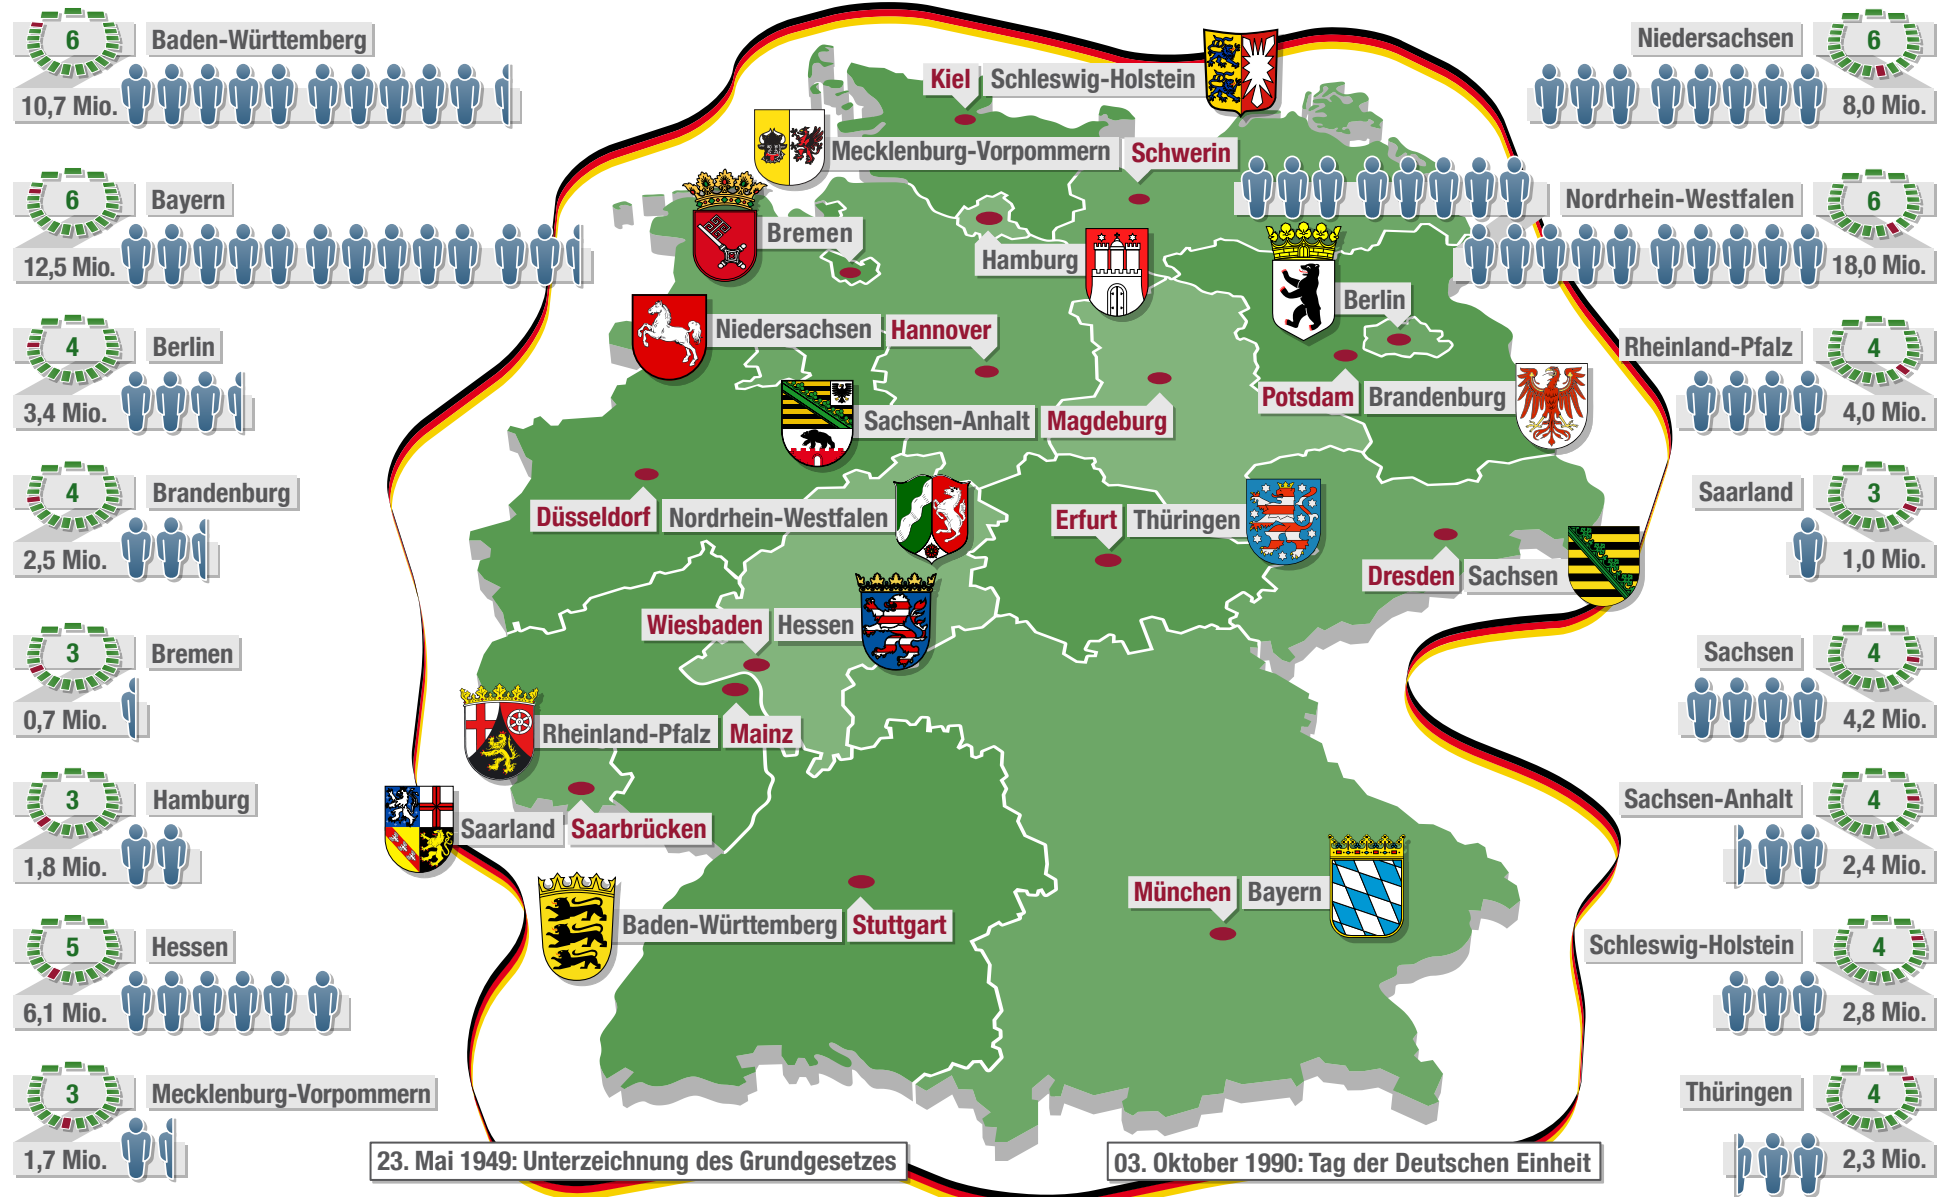 6
Baden-Württemberg
10,7 Mio.
6
Bayern
12,5 Mio.
4
Berlin
3,4 Mio.
4
Brandenburg
2,5 Mio.
3
Bremen
0,7 Mio.
3
Hamburg
1,8 Mio.
5
Hessen
6,1 Mio.
3
Mecklenburg-Vorpommern
1,7 Mio.
Kiel Schleswig-Holstein
Mecklenburg-Vorpommern Schwerin
Bremen
Hamburg
Berlin
Niedersachsen Hannover
Potsdam Brandenburg
Sachsen-Anhalt Magdeburg
Düsseldorf Nordrhein-Westfalen
Erfurt Thüringen
Dresden Sachsen
Wiesbaden Hessen
Rheinland-Pfalz Mainz
Saarland Saarbrücken
München Bayern
Baden-Württemberg Stuttgart
23. Mai 1949: Unterzeichnung des Grundgesetzes
03. Oktober 1990: Tag der Deutschen Einheit
Niedersachsen
6
8,0 Mio.
Nordrhein-Westfalen
6
18,0 Mio.
Rheinland-Pfalz
4
4,0 Mio.
Saarland
3
1,0 Mio.
Sachsen
4
4,2 Mio.
Sachsen-Anhalt
4
2,4 Mio.
Schleswig-Holstein
4
2,8 Mio.
Thüringen
4
2,3 Mio.